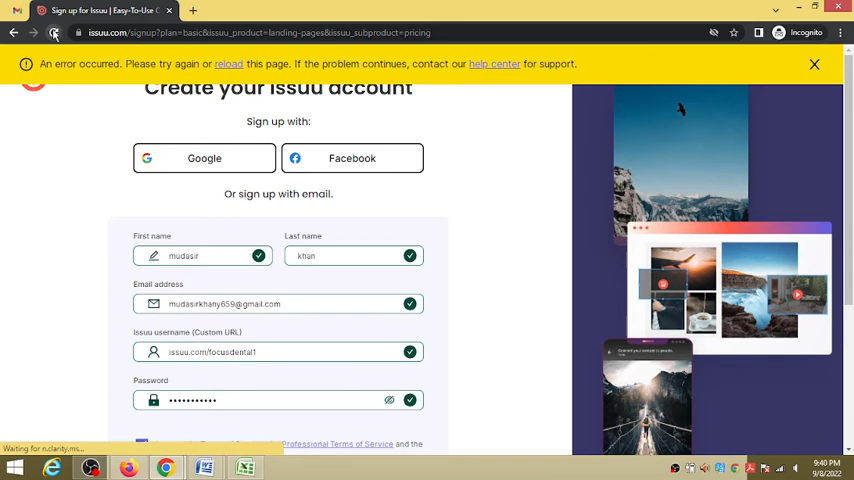 Sign up for Issuu | Easy-To-Use
issuu.com/signup?plan=basic&issuu_product=landing-pages&issuu_subproduct=pricing
Incognito
An error occurred. Please try again or reload this page. If the problem continues, contact our help center for support.
Create your Issuu account
Sign up with:
Google
Facebook
Or sign up with email.
First name
Last name
mudasir
khan
Email address
mudasirkhany659@gmail.com
Issuu username (Custom URL)
issuu.com/focusdental1
Password
Professional Terms of Service and the
Waiting for n.clarity.ms...
9:40 PM
9/8/2022